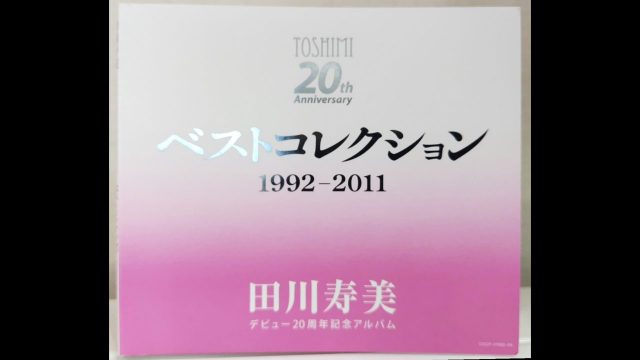 TOSHIMI
20th
Anniversary
ベストコレクション
1992-2011
田川寿美
デビュー20周年記念アルバム